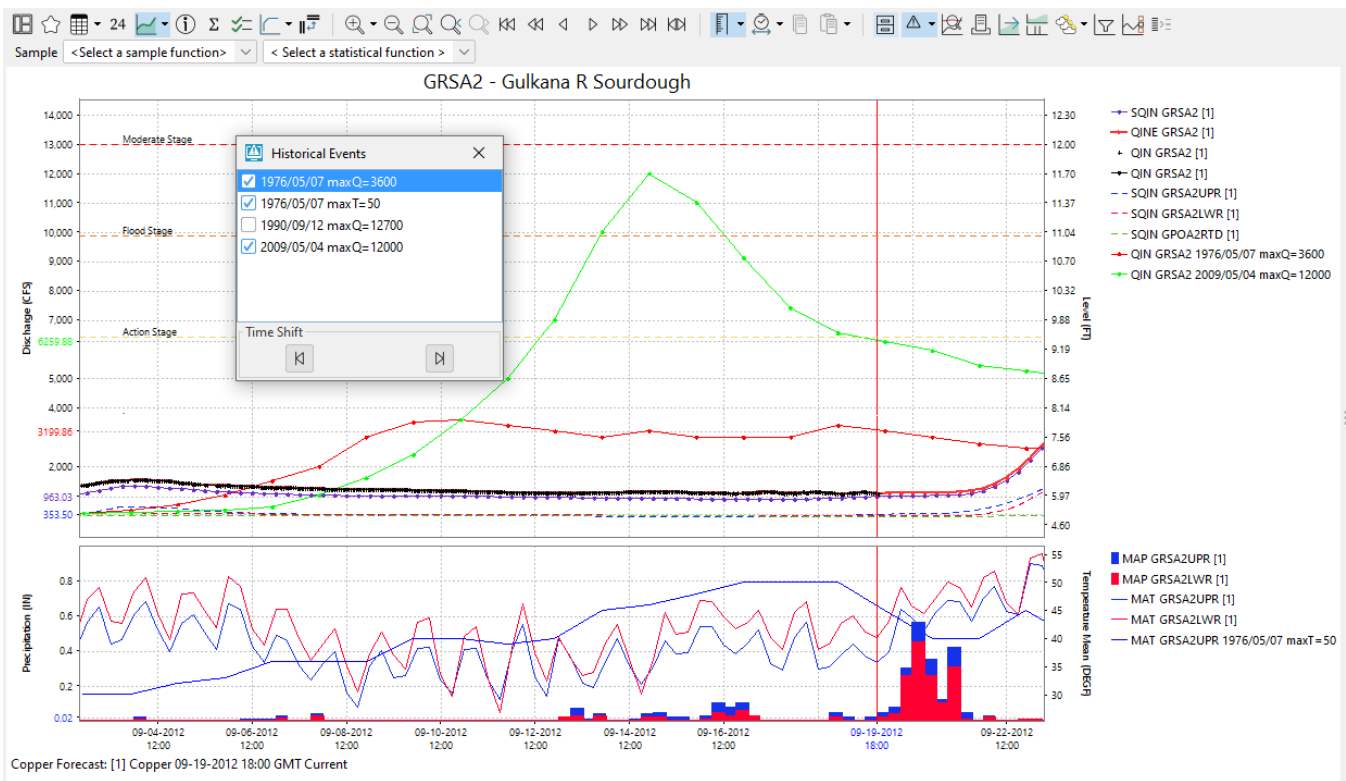 24
Σ
Sample <Select a sample function> < Select a statistical function >
GRSA2 - Gulkana R Sourdough
Discharge (CFS)
14,000
13,000
12,000
11,000
10,000
9,000
8,000
7,000
6259.88
5,000
4,000
3199.86
2,000
963.03
353.50
Moderate Stage
Flood Stage
Action Stage
Historical Events
1976/05/07 maxQ=3600
1976/05/07 maxT=50
1990/09/12 maxQ=12700
2009/05/04 maxQ=12000
Time Shift
12.30
12.00
11.70
11.37
11.04
10.70
10.32
9.88
9.19
8.65
8.14
7.56
6.86
5.97
4.60
Level (FT)
SQIN GRSA2 [1]
QINE GRSA2 [1]
QIN GRSA2 [1]
QIN GRSA2 [1]
SQIN GRSA2UPR [1]
SQIN GRSA2LWR [1]
SQIN GPOA2RTD [1]
QIN GRSA2 1976/05/07 maxQ=3600
QIN GRSA2 2009/05/04 maxQ=12000
Precipitation (IN)
0.8
0.6
0.4
0.2
0.02
55
50
45
40
35
30
Temperature Mean (DEGF)
MAP GRSA2UPR [1]
MAP GRSA2LWR [1]
MAT GRSA2UPR [1]
MAT GRSA2LWR [1]
MAT GRSA2UPR 1976/05/07 maxT=50
09-04-2012 09-06-2012 09-08-2012 09-10-2012 09-12-2012 09-14-2012 09-16-2012 09-19-2012 09-22-2012
12:00 12:00 12:00 12:00 12:00 12:00 12:00 18:00 12:00
Copper Forecast: [1] Copper 09-19-2012 18:00 GMT Current